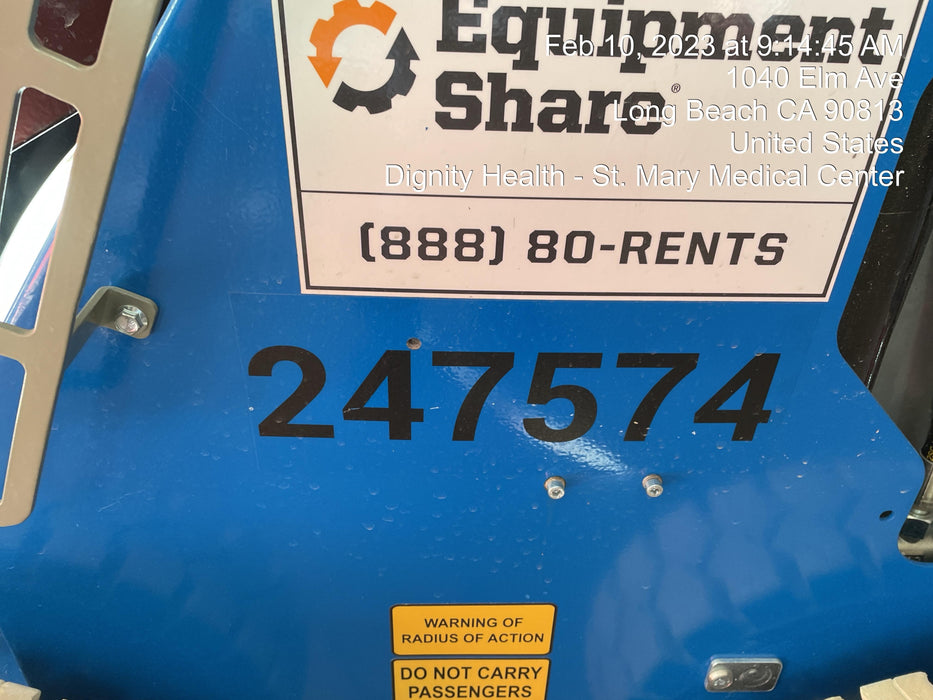 Equipment
Share®
Feb 10, 2023 at 9:14:45 AM
1040 Elm Ave
Long Beach CA 90813
United States
Dignity Health - St. Mary Medical Center
(888) 80-RENTS
247574
WARNING OF
RADIUS OF ACTION
DO NOT CARRY
PASSENGERS